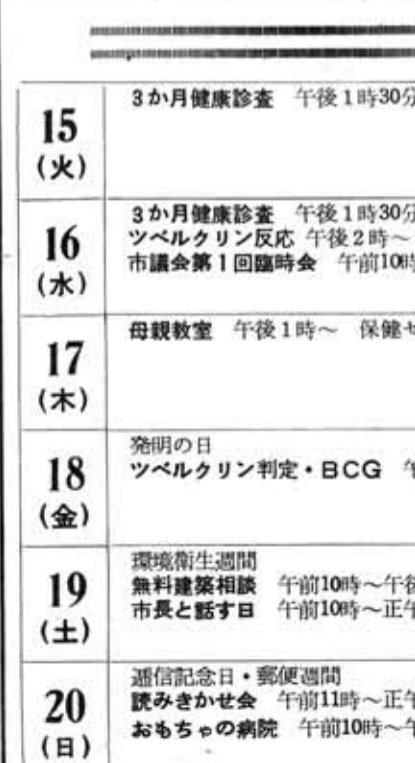 15
(火)
3か月健康診査 午後1時30分
16
(水)
3か月健康診査 午後1時30分
ツベルクリン反応 午後2時～
市議会第1回臨時会 午前10時
17
(木)
母親教室 午後1時～ 保健セ
18
(金)
発明の日
ツベルクリン判定・BCG 午
19
(土)
環境衛生週間
無料建築相談 午前10時～午後
市長と話す日 午前10時～正午
20
(日)
逓信記念日・郵便週間
読みきかせ会 午前11時～正午
おもちゃの病院 午前10時～午